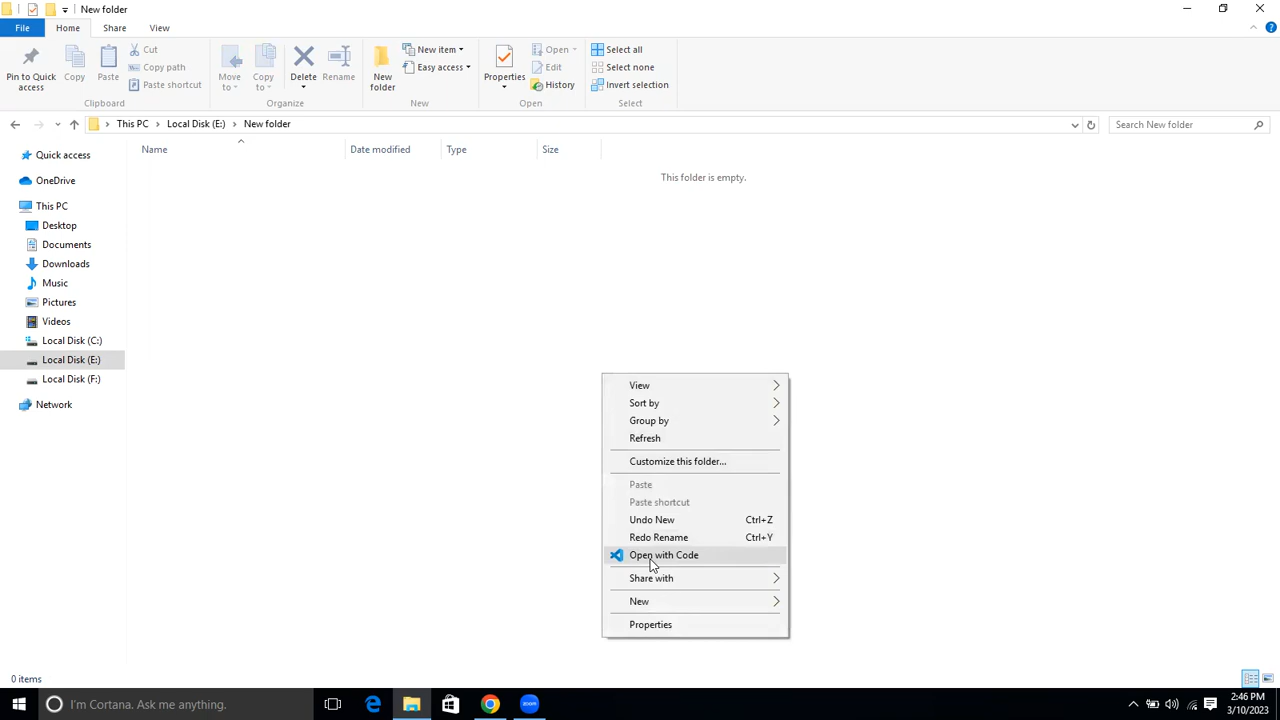 New folder
File Home Share View
Pin to Quick access
Copy
Paste
Cut
Copy path
Paste shortcut
Clipboard
Move to
Copy to
Delete
Rename
Organize
New folder
New item
Easy access
New
Properties
Open
Edit
History
Open
Select all
Select none
Invert selection
Select
This PC Local Disk (E:) New folder
Search New folder
Name Date modified Type Size
This folder is empty.
Quick access
OneDrive
This PC
Desktop
Documents
Downloads
Music
Pictures
Videos
Local Disk (C:)
Local Disk (E:)
Local Disk (F:)
Network
View
Sort by
Group by
Refresh
Customize this folder...
Paste
Paste shortcut
Undo New Ctrl+Z
Redo Rename Ctrl+Y
Open with Code
Share with
New
Properties
0 items
I'm Cortana. Ask me anything.
zoom
2:46 PM
3/10/2023